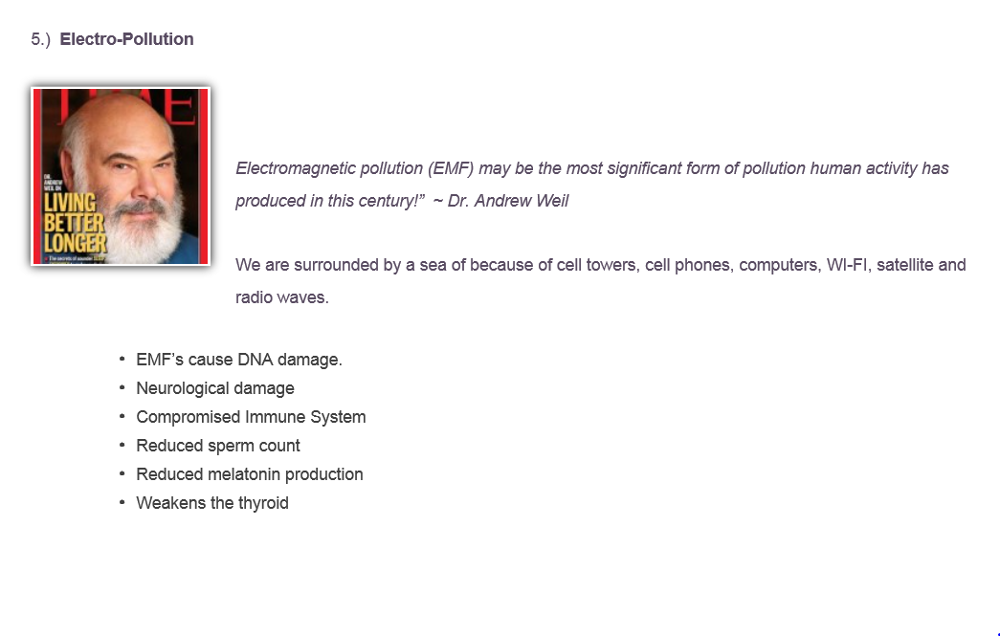 5.) Electro-Pollution
TIME
DR.
ANDREW
WEIL ON
LIVING
BETTER
LONGER
Electromagnetic pollution (EMF) may be the most significant form of pollution human activity has
produced in this century!” ~ Dr. Andrew Weil
We are surrounded by a sea of because of cell towers, cell phones, computers, WI-FI, satellite and
radio waves.
• EMF’s cause DNA damage.
• Neurological damage
• Compromised Immune System
• Reduced sperm count
• Reduced melatonin production
• Weakens the thyroid